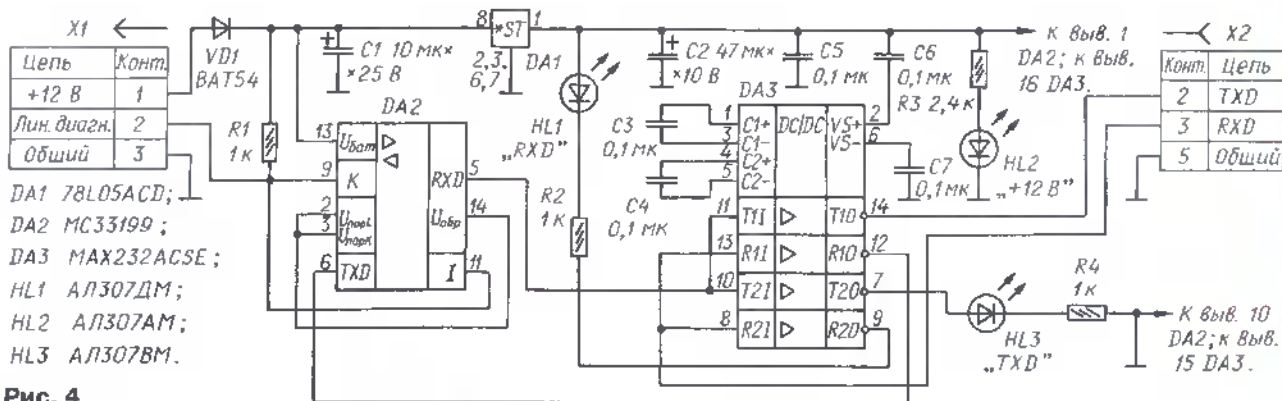 X1
Цепь Конт.
+12 В 1
Лин. диагн. 2
Общий 3
DA1 78L05ACD;
DA2 MC33199;
DA3 MAX232ACSE;
HL1 АЛ307ДМ;
HL2 АЛ307АМ;
HL3 АЛ307ВМ.
Рис. 4
VD1
BAT54
R1
1к
+
C1 10 мк×
×25 В
8 *ST 1
2,3,
6,7
DA1
DA2
13 Uбат
9 K
2 UпорL
3 UпорK
6 TXD
RXD 5
Uобр 14
I 11
HL1
„RXD"
R2
1к
+
C2 47 мк×
×10 В
C5
0,1 мк
C6
0,1 мк
R3 2,4к
HL2
„+12 В"
К выв. 1
DA2; к выв.
16 DA3.
C3
0,1 мк
C4
0,1 мк
DA3
1 C1+ DC/DC VS+ 2
3 C1− VS− 6
4 C2+
5 C2−
11 T1I T1O 14
13 R1I R1O 12
10 T2I T2O 7
8 R2I R2O 9
C7
0,1 мк
HL3
„TXD"
R4
1к
К выв. 10
DA2; к выв.
15 DA3.
X2
Конт. Цепь
2 TXD
3 RXD
5 Общий